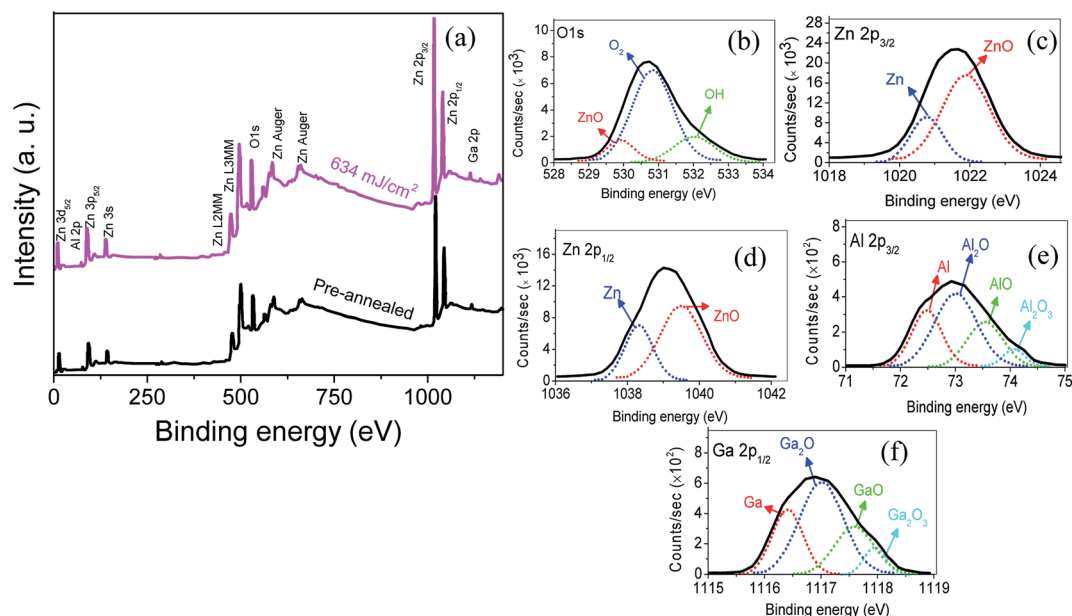 (a)
Intensity (a. u.)
Zn 3d5/2
Al 2p
Zn 3p5/2
Zn 3s
Zn L2MM
Zn L3MM
O1s
Zn Auger
Zn Auger
Zn 2p3/2
Zn 2p1/2
Ga 2p
634 mJ/cm2
Pre-annealed
0 250 500 750 1000
Binding energy (eV)
O1s
(b)
Counts/sec (× 103)
10
8
6
4
2
0
O2
ZnO
OH
528 529 530 531 532 533 534
Binding energy (eV)
Zn 2p3/2
(c)
Counts/sec (× 103)
28
24
20
16
12
8
4
0
Zn
ZnO
1018 1020 1022 1024
Binding energy (eV)
Zn 2p1/2
(d)
Counts/sec (× 103)
16
12
8
4
0
Zn
ZnO
1036 1038 1040 1042
Binding energy (eV)
Al 2p3/2
(e)
Counts/sec (×102)
8
6
4
2
0
Al
Al2O
AlO
Al2O3
71 72 73 74 75
Binding energy (eV)
Ga 2p1/2
(f)
Counts/sec (×102)
8
6
4
2
0
Ga
Ga2O
GaO
Ga2O3
1115 1116 1117 1118 1119
Binding energy (eV)